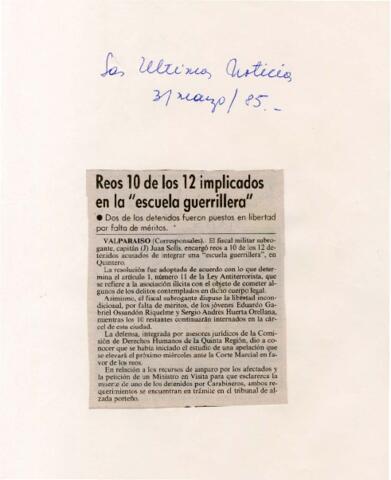 Las Ultimas Noticias
31 marzo / 85.-
Reos 10 de los 12 implicados
en la "escuela guerrillera"
● Dos de los detenidos fueron puestos en libertad
por falta de méritos.
VALPARAISO (Corresponsales).  El fiscal militar subro-
gante, capitán (J) Juan Solís, encargó reos a 10 de los 12 de-
tenidos acusados de integrar una "escuela guerrillera", en
Quintero.
La resolución fue adoptada de acuerdo con lo que determi-
na el artículo 1, número 11 de la Ley Antiterrorista, que
se refiere a la asociación ilícita con el objeto de cometer al-
gunos de los delitos contemplados en dicho cuerpo legal.
Asimismo, el fiscal subrogante dispuso la libertad incondi-
cional, por falta de méritos, de los jóvenes Eduardo Ga-
briel Ossandón Riquelme y Sergio Andrés Huerta Orellana,
mientras los 10 restantes continuarán internados en la cár-
cel de esta ciudad.
La defensa, integrada por asesores jurídicos de la Comi-
sión de Derechos Humanos de la Quinta Región, dio a co-
nocer que se había iniciado el estudio de una apelación que
se elevará el próximo miércoles ante la Corte Marcial en fa-
vor de los reos.
En relación a los recursos de amparo por los afectados y
la petición de un Ministro en Visita para que esclarezca la
muerte de uno de los detenidos por Carabineros, ambos re-
querimientos se encuentran en trámite en el tribunal de al-
zada porteño.